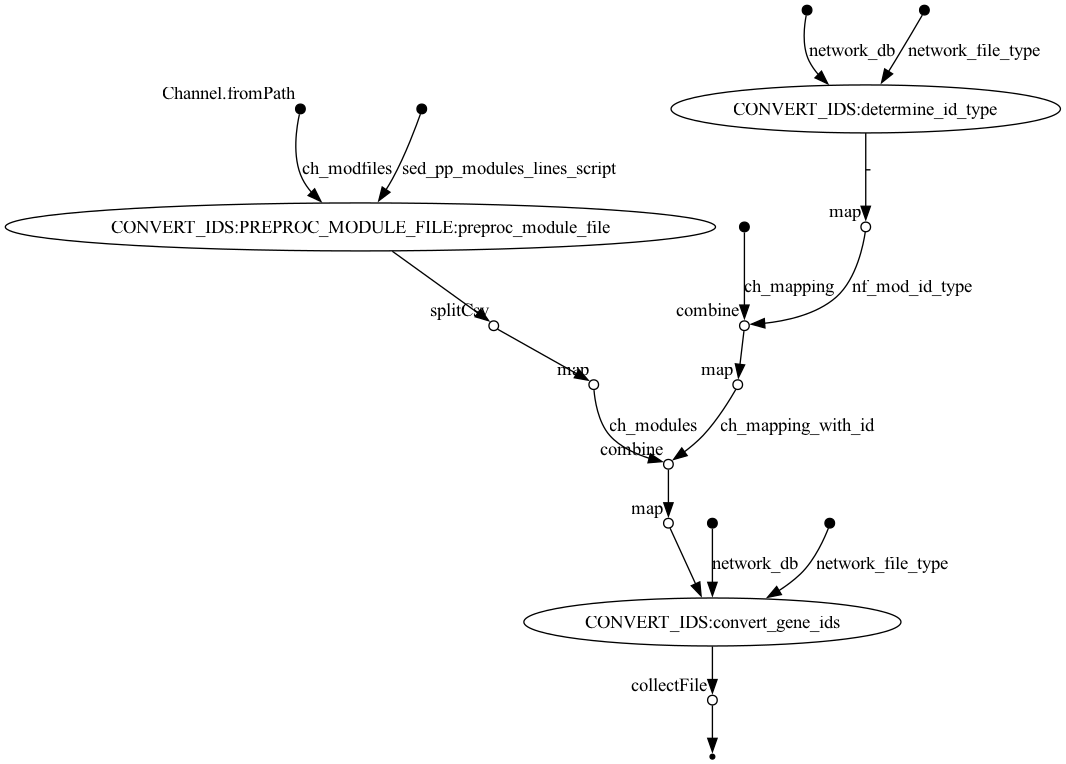 network_db
network_file_type
Channel.fromPath
CONVERT_IDS:determine_id_type
ch_modfiles
sed_pp_modules_lines_script
-
map
CONVERT_IDS:PREPROC_MODULE_FILE:preproc_module_file
ch_mapping
nf_mod_id_type
splitCsv
combine
map
map
ch_modules
ch_mapping_with_id
combine
map
network_db
network_file_type
CONVERT_IDS:convert_gene_ids
collectFile